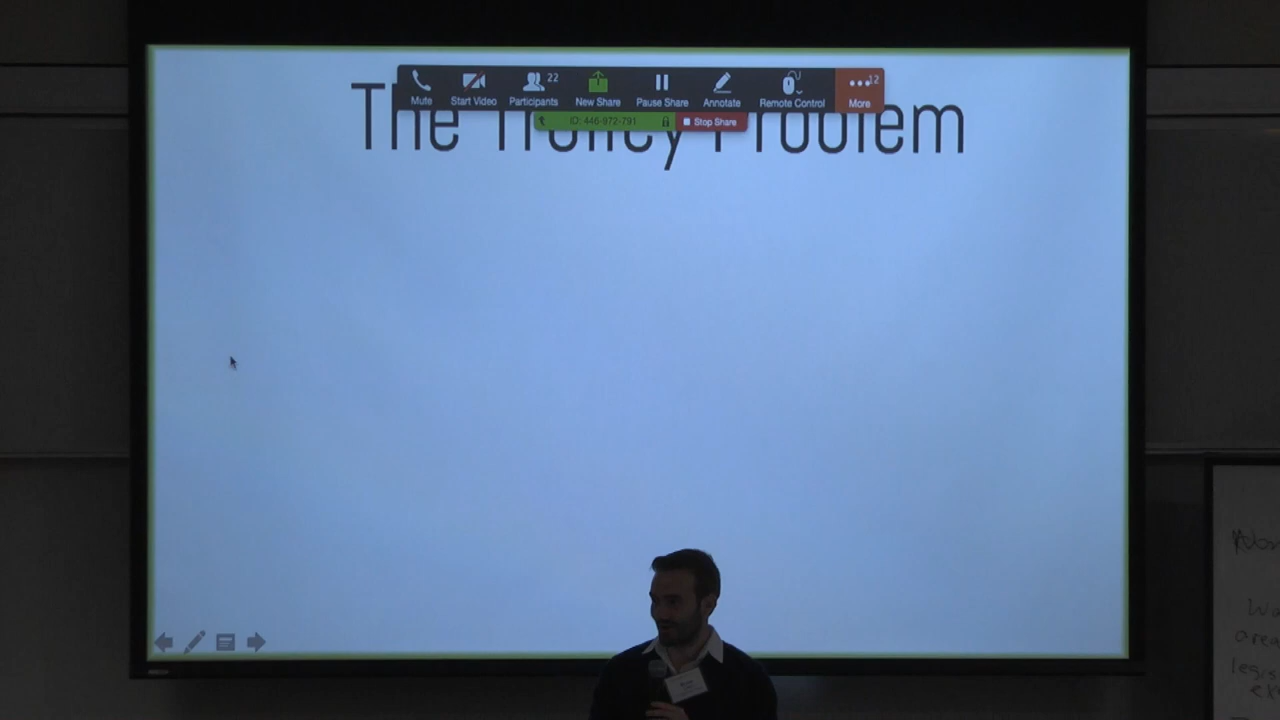 The Trolley Problem
22
12
Mute Start Video Participants New Share Pause Share Annotate Remote Control More
ID: 446-972-791 Stop Share